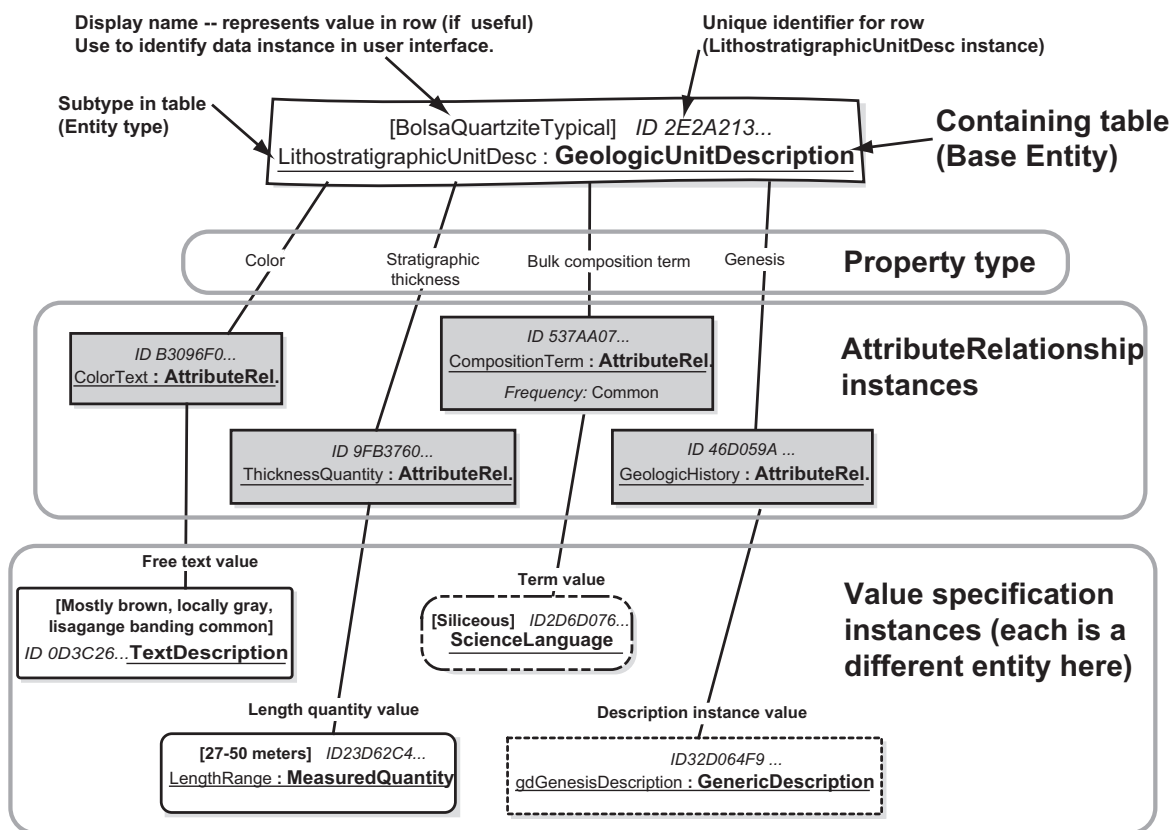 Display name -- represents value in row (if useful)
Use to identify data instance in user interface.
Unique identifier for row
(LithostratigraphicUnitDesc instance)
Subtype in table
(Entity type)
[BolsaQuartziteTypical] ID 2E2A213...
LithostratigraphicUnitDesc : GeologicUnitDescription
Containing table
(Base Entity)
Color
Stratigraphic
thickness
Bulk composition term
Genesis
Property type
ID B3096F0...
ColorText : AttributeRel.
ID 537AA07...
CompositionTerm : AttributeRel.
Frequency: Common
AttributeRelationship
instances
ID 9FB3760...
ThicknessQuantity : AttributeRel.
ID 46D059A ...
GeologicHistory : AttributeRel.
Free text value
[Mostly brown, locally gray,
lisagange banding common]
ID 0D3C26...TextDescription
Term value
[Siliceous] ID2D6D076...
ScienceLanguage
Value specification
instances (each is a
different entity here)
Length quantity value
[27-50 meters] ID23D62C4...
LengthRange : MeasuredQuantity
Description instance value
ID32D064F9 ...
gdGenesisDescription : GenericDescription